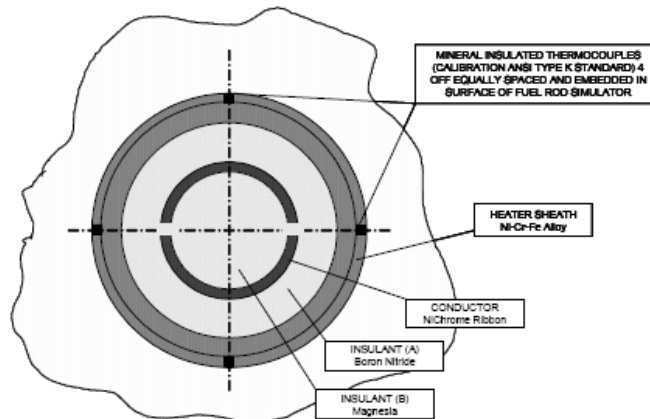 MINERAL INSULATED THERMOCOUPLES
(CALIBRATION ANSI TYPE K STANDARD) 4
OFF EQUALLY SPACED AND EMBEDDED IN
SURFACE OF FUEL ROD SIMULATOR
HEATER SHEATH
Ni-Cr-Fe Alloy
CONDUCTOR
NiChrome Ribbon
INSULANT (A)
Boron Nitride
INSULANT (B)
Magnesia